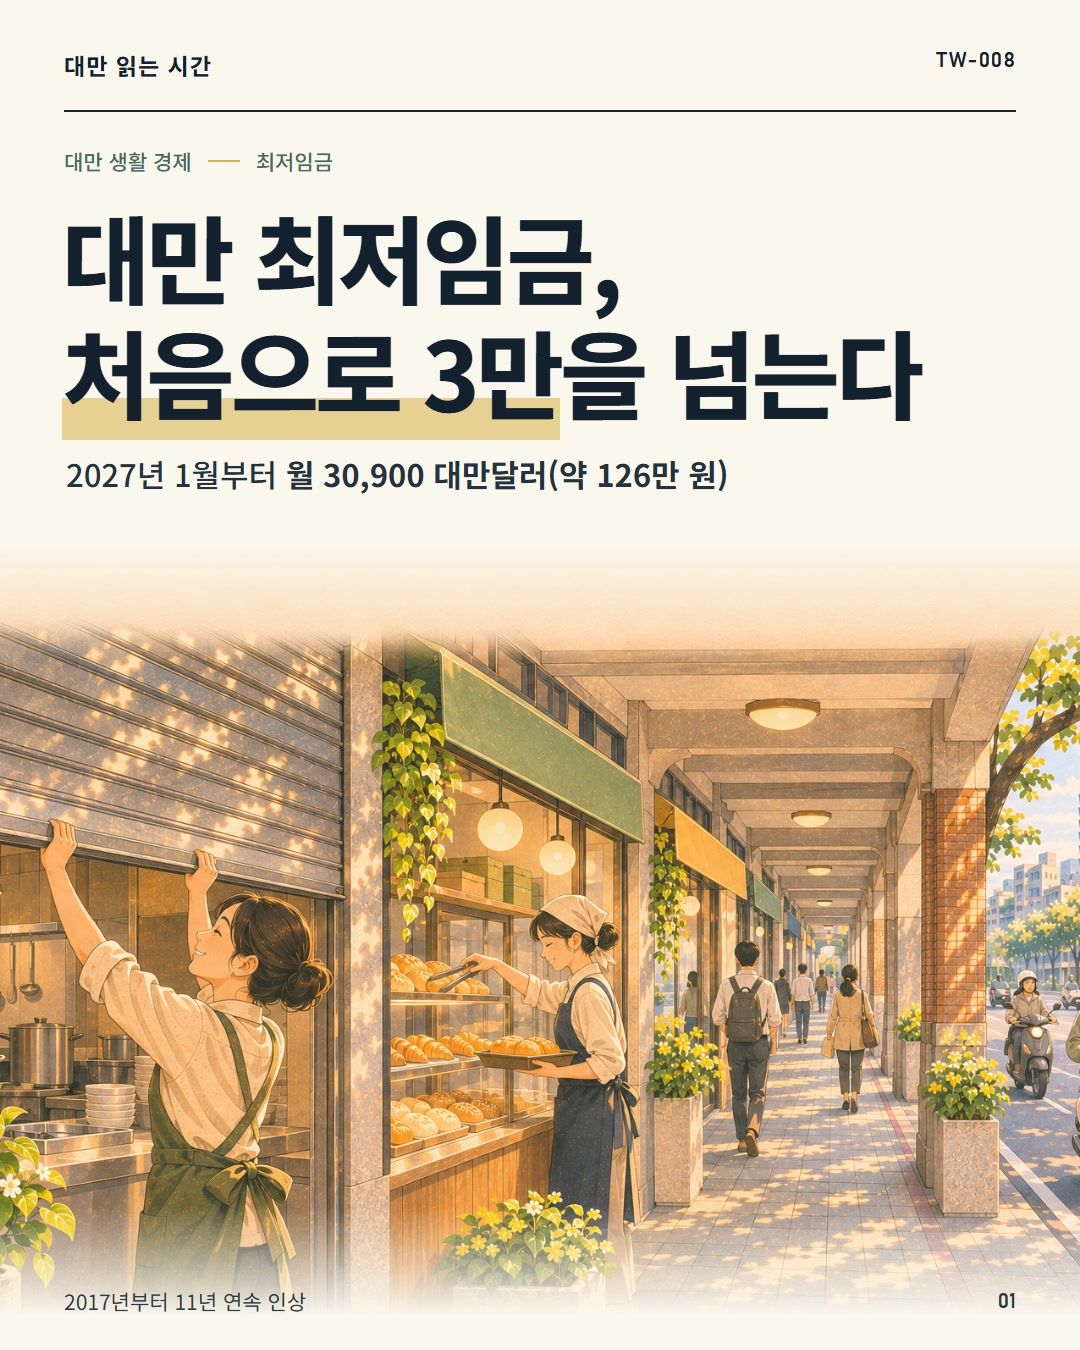 대만 읽는 시간
TW-008
대만 생활 경제 — 최저임금
대만 최저임금,
처음으로 3만을 넘는다
2027년 1월부터 월 30,900 대만달러(약 126만 원)
2017년부터 11년 연속 인상
01